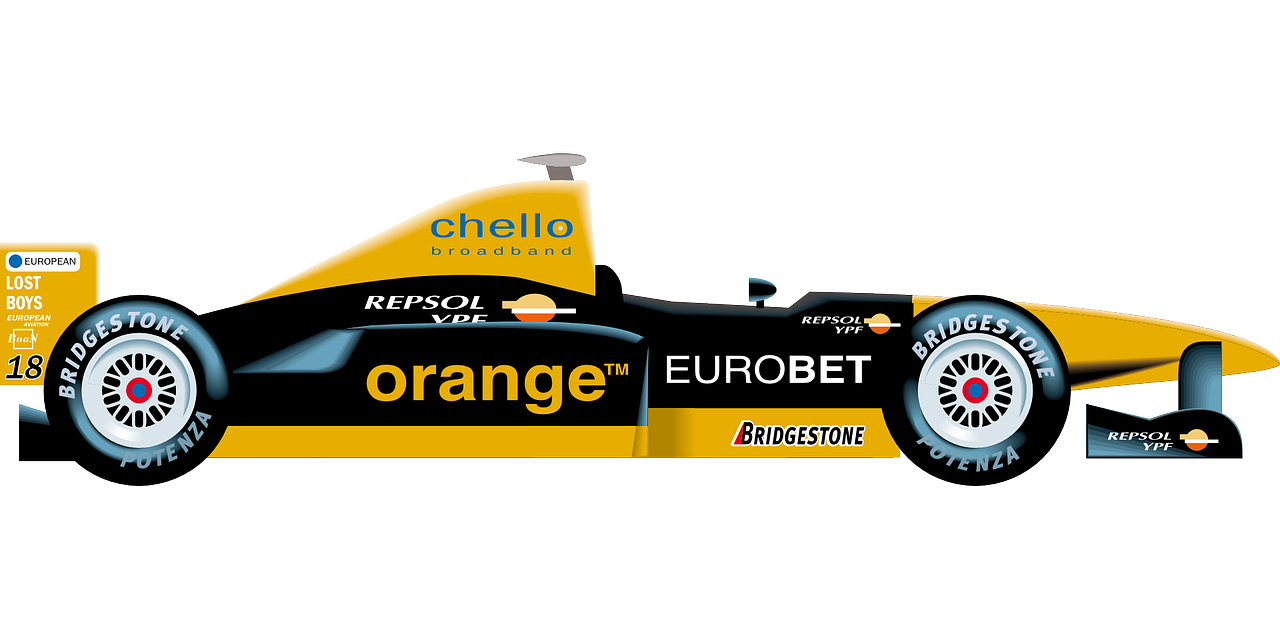 chello
broadband
EUROPEAN
LOST
BOYS
EUROPEAN
AVIATION
BaaN
18
BRIDGESTONE
POTENZA
REPSOL
YPF
orange™
EUROBET
BRIDGESTONE
REPSOL
YPF
BRIDGESTONE
POTENZA
REPSOL
YPF